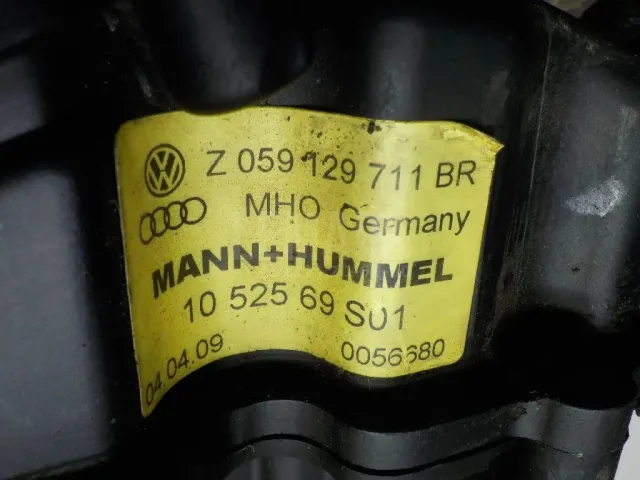 Z 059 129 711 BR
MHO Germany
MANN+HUMMEL
10 525 69 S01
04.04.09
0056680